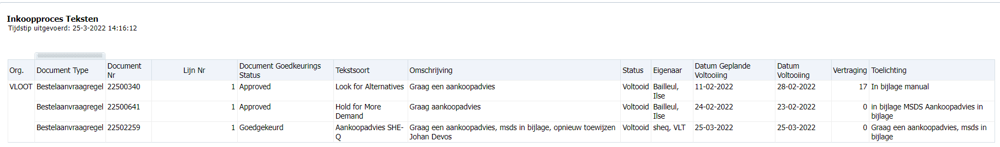 Inkoopproces Teksten
Tijdstip uitgevoerd: 25-3-2022 14:16:12
Org. Document Type Document Nr Lijn Nr Document Goedkeurings Status Tekstsoort Omschrijving Status Eigenaar Datum Geplande Voltooiing Datum Voltooiing Vertraging Toelichting
VLOOT Bestelaanvraagregel 22500340 1 Approved Look for Alternatives Graag een aankoopadvies Voltooid Bailleul, Ilse 11-02-2022 28-02-2022 17 In bijlage manual
Bestelaanvraagregel 22500641 1 Approved Hold for More Demand Graag aankoopadvies Voltooid Bailleul, Ilse 24-02-2022 23-02-2022 0 in bijlage MSDS Aankoopadvies in bijlage
Bestelaanvraagregel 22502259 1 Goedgekeurd Aankoopadvies SHE-Q Graag een aankoopadvies, msds in bijlage, opnieuw toewijzen Johan Devos Voltooid sheq, VLT 25-03-2022 25-03-2022 0 Graag een aankoopadvies, msds in bijlage